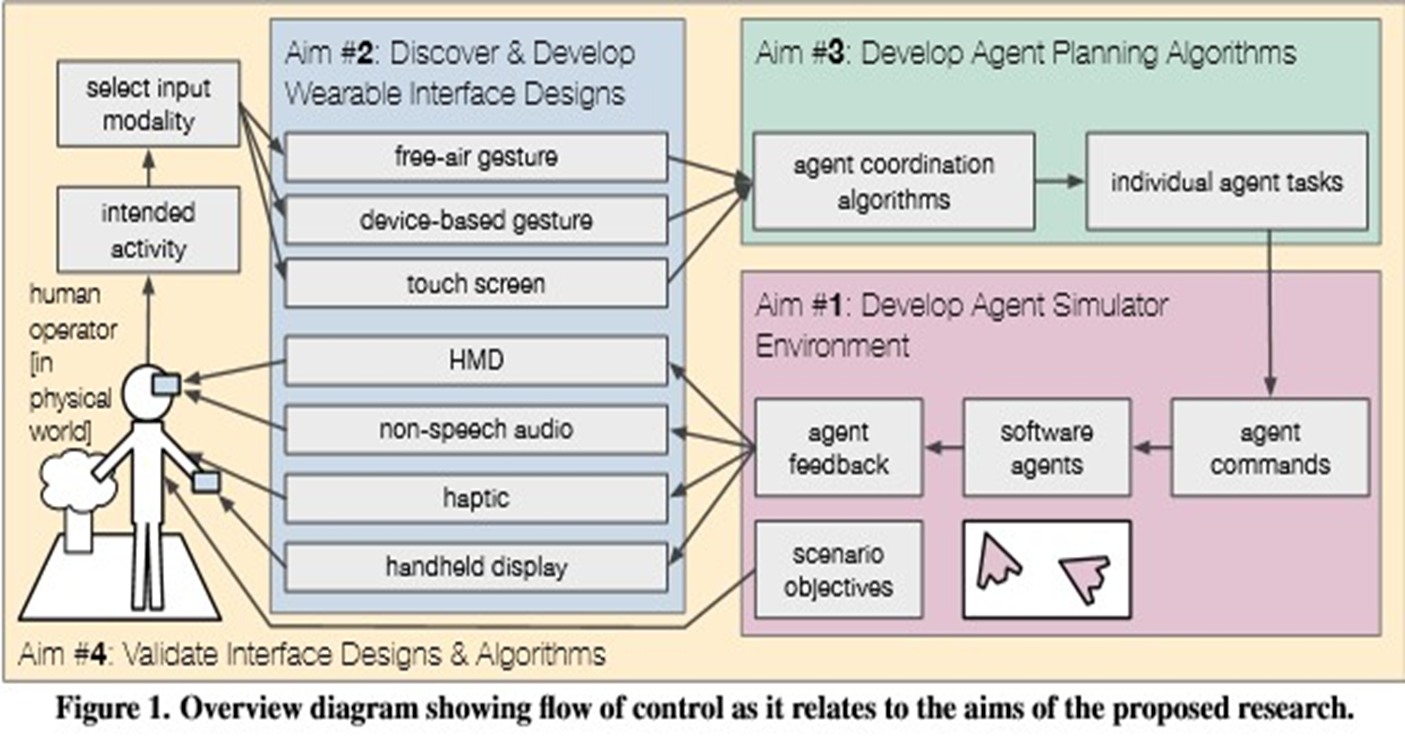 select input
modality
intended
activity
human
operator
[in
physical
world]
Aim #2: Discover & Develop
Wearable Interface Designs
free-air gesture
device-based gesture
touch screen
HMD
non-speech audio
haptic
handheld display
Aim #3: Develop Agent Planning Algorithms
agent coordination
algorithms
individual agent tasks
Aim #1: Develop Agent Simulator
Environment
agent
feedback
software
agents
agent
commands
scenario
objectives
Aim #4: Validate Interface Designs & Algorithms
Figure 1. Overview diagram showing flow of control as it relates to the aims of the proposed research.